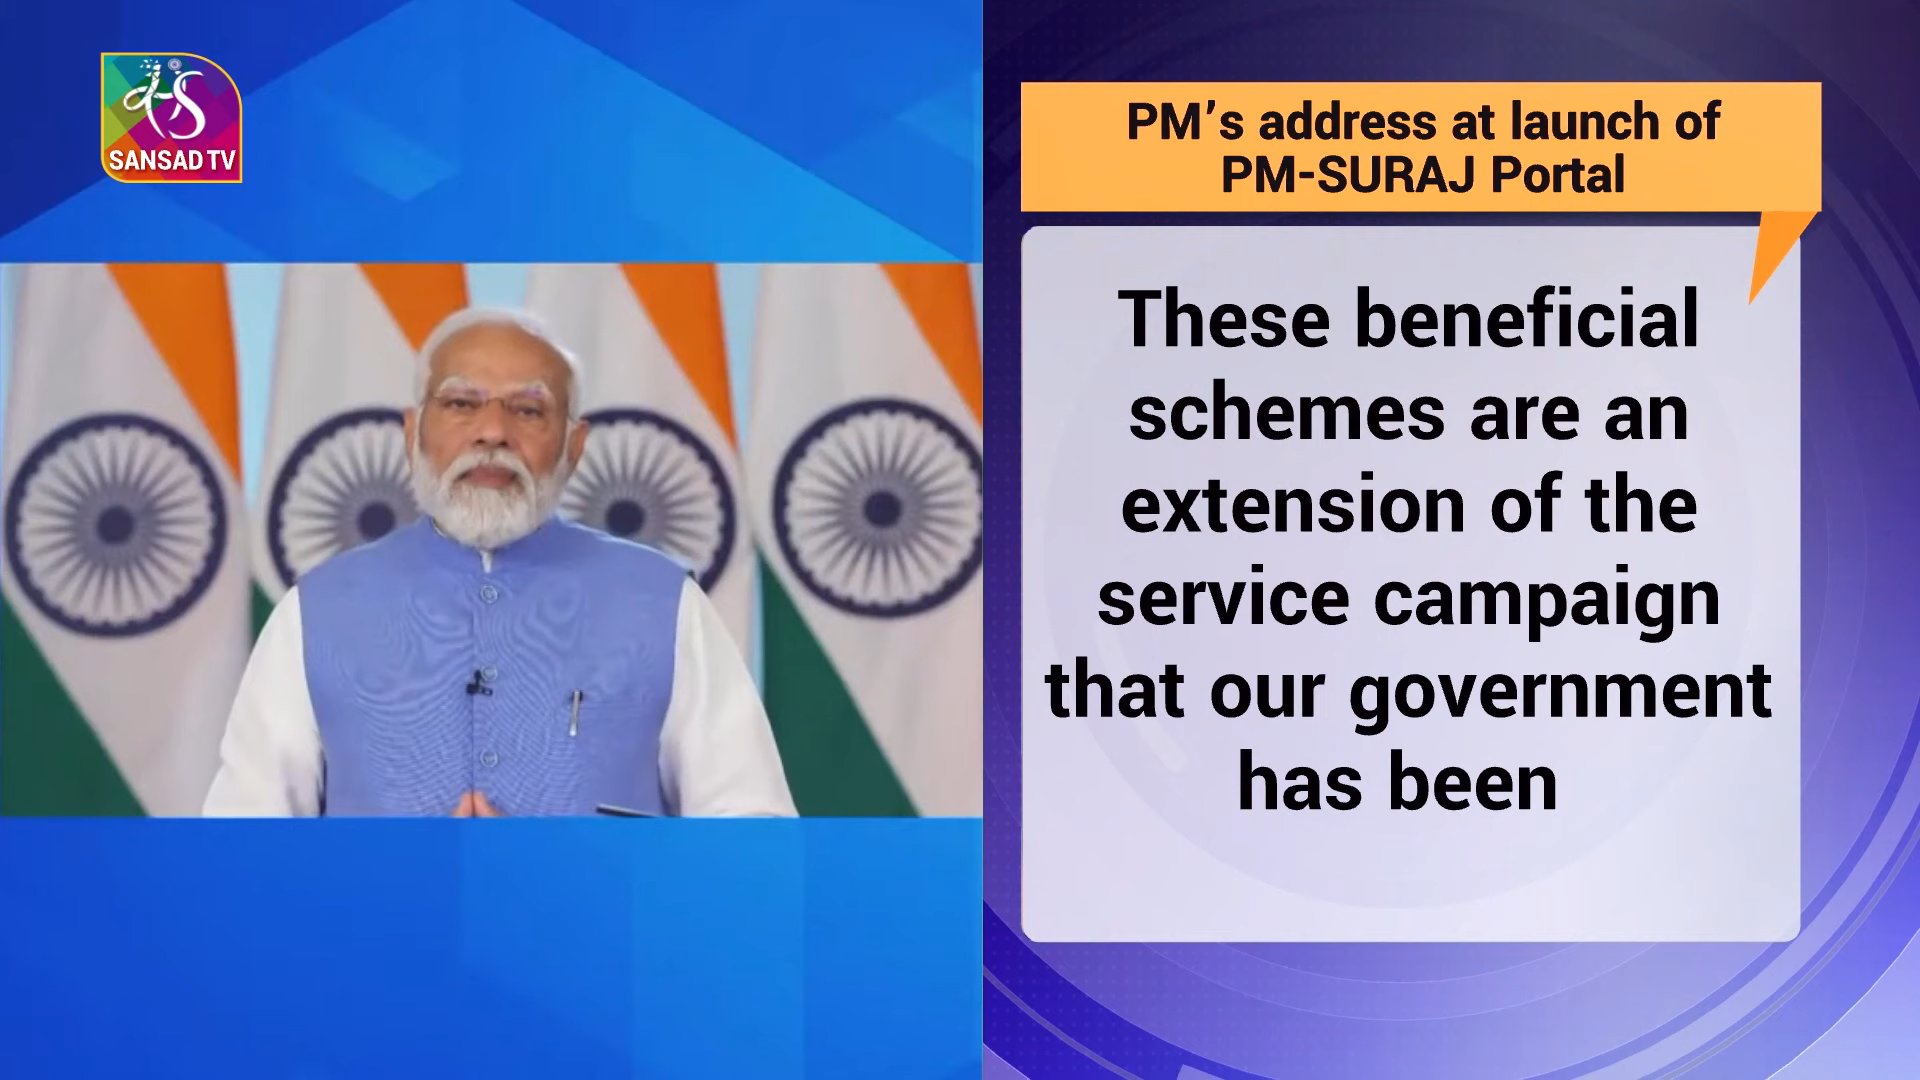 SANSAD TV
PM's address at launch of
PM-SURAJ Portal
These beneficial
schemes are an
extension of the
service campaign
that our government
has been